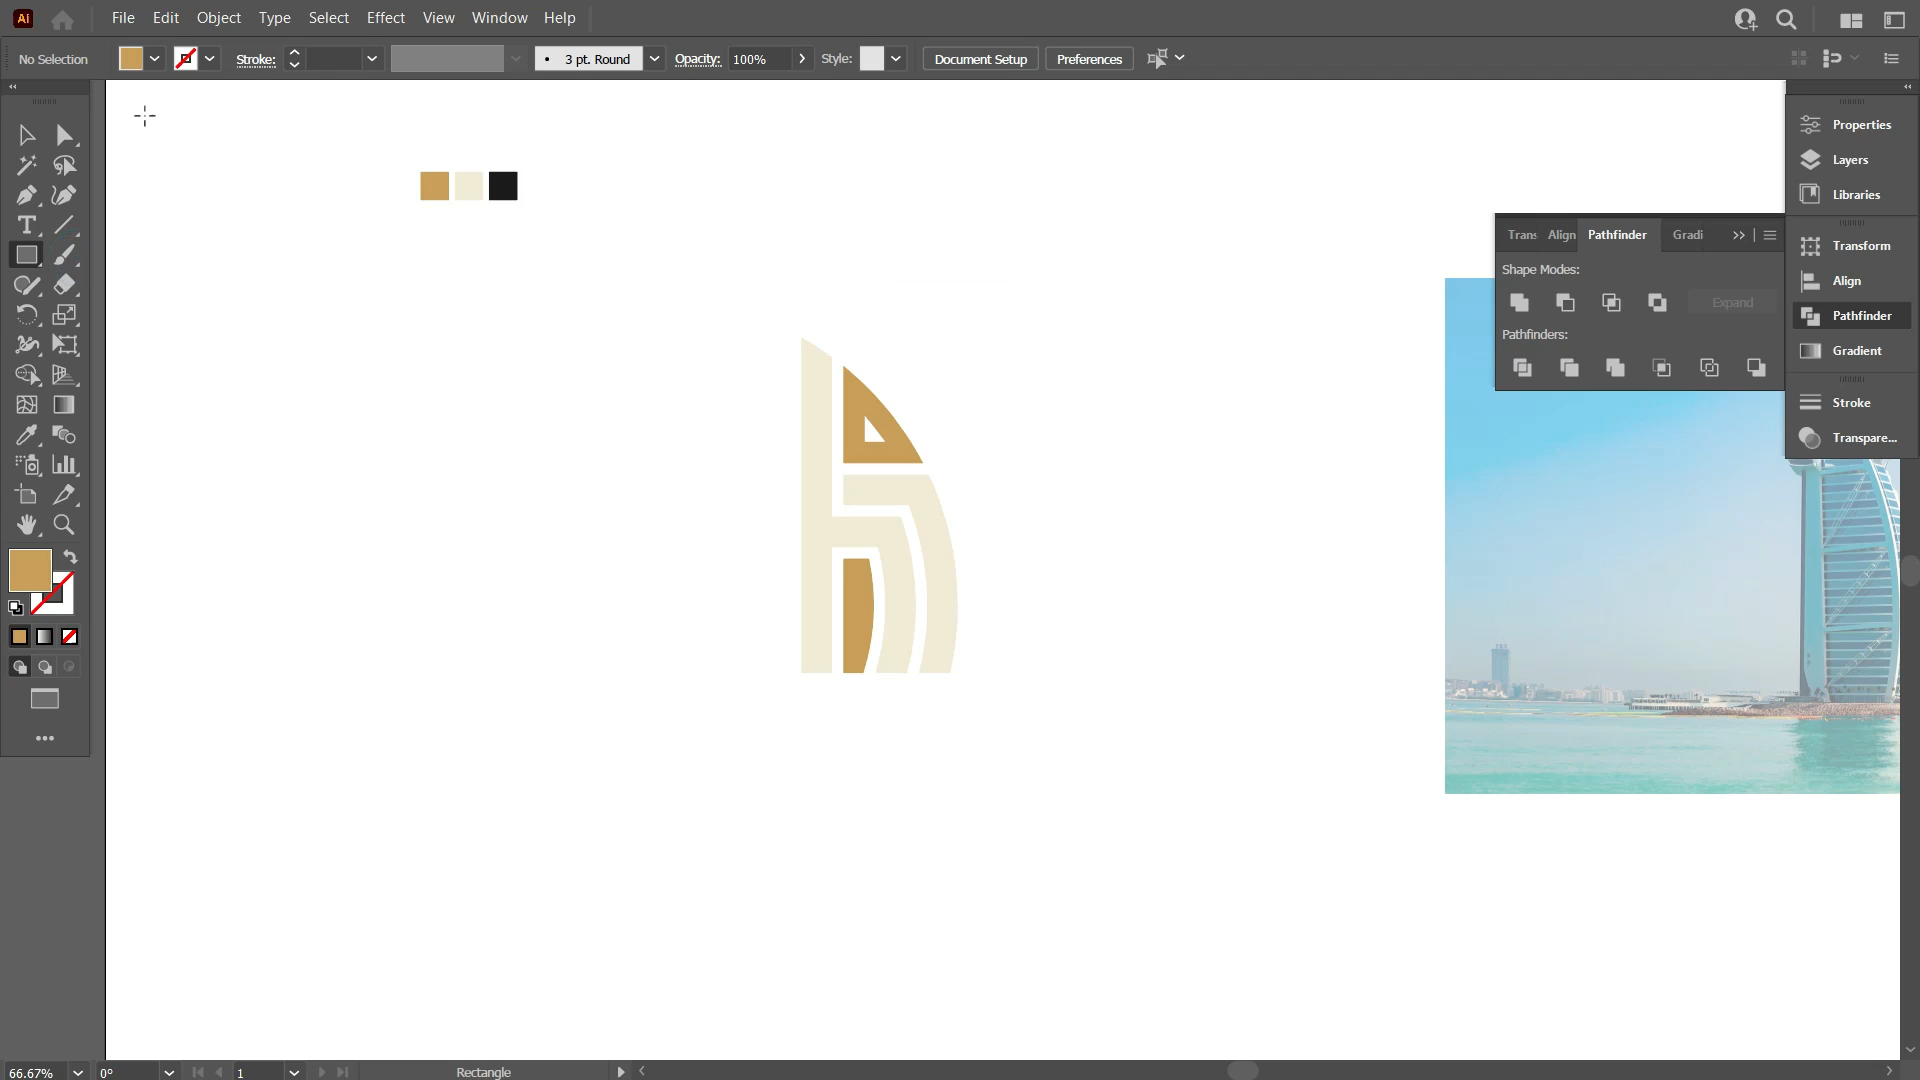 Ai File Edit Object Type Select Effect View Window Help
No Selection Stroke: 3 pt. Round Opacity: 100% Style: Document Setup Preferences
Properties
Layers
Libraries
Trans Align Pathfinder Gradi
Transform
Shape Modes:
Align
Expand
Pathfinder
Pathfinders:
Gradient
Stroke
Transpare...
66.67% 0° 1 Rectangle